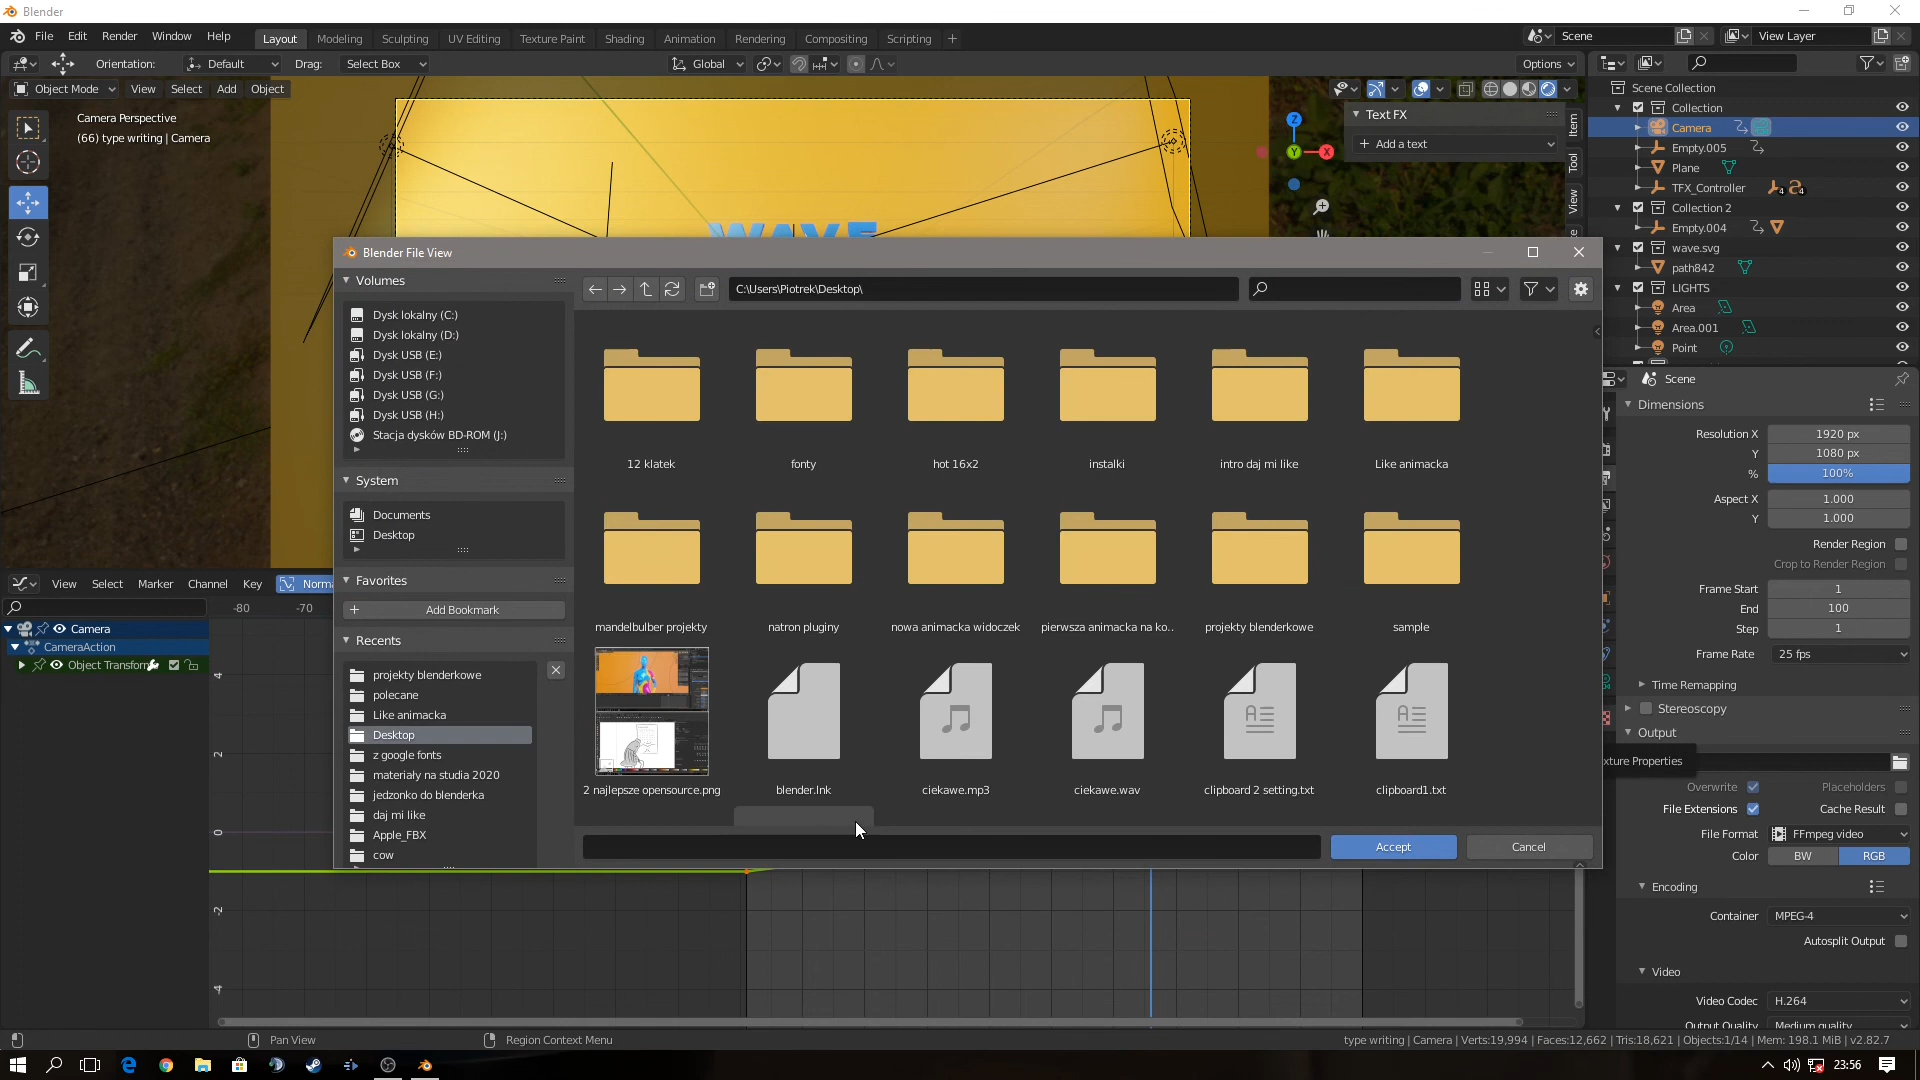 Blender
File Edit Render Window Help
Layout Modeling Sculpting UV Editing Texture Paint Shading Animation Rendering Compositing Scripting +
Scene
View Layer
Orientation: Default Drag: Select Box
Global
Options
Object Mode View Select Add Object
Camera Perspective
(66) type writing | Camera
WAVE
Z
Y
X
Text FX
+ Add a text
Item
Tool
View
Scene Collection
Collection
Camera
Empty.005
Plane
TFX_Controller 4 4
Collection 2
Empty.004
wave.svg
path842
LIGHTS
Area
Area.001
Point
Blender File View
Volumes
Dysk lokalny (C:)
Dysk lokalny (D:)
Dysk USB (E:)
Dysk USB (F:)
Dysk USB (G:)
Dysk USB (H:)
Stacja dysków BD-ROM (J:)
System
Documents
Desktop
Favorites
+ Add Bookmark
Recents
projekty blenderkowe
polecane
Like animacka
Desktop
z google fonts
materiały na studia 2020
jedzonko do blenderka
daj mi like
Apple_FBX
cow
C:\Users\Piotrek\Desktop\
12 klatek
fonty
hot 16x2
instalki
intro daj mi like
Like animacka
mandelbulber projekty
natron pluginy
nowa animacka widoczek
pierwsza animacka na ko..
projekty blenderkowe
sample
2 najlepsze opensource.png
blender.lnk
ciekawe.mp3
ciekawe.wav
clipboard 2 setting.txt
clipboard1.txt
Accept
Cancel
Scene
Dimensions
Resolution X 1920 px
Y 1080 px
% 100%
Aspect X 1.000
Y 1.000
Render Region
Crop to Render Region
Frame Start 1
End 100
Step 1
Frame Rate 25 fps
Time Remapping
Stereoscopy
Output
xture Properties
Overwrite Placeholders
File Extensions Cache Result
File Format FFmpeg video
Color BW RGB
Encoding
Container MPEG-4
Autosplit Output
Video
Video Codec H.264
Output Quality Medium quality
View Select Marker Channel Key Norma
-80 -70
Camera
CameraAction
Object Transform
4
2
0
-2
-4
Pan View
Region Context Menu
type writing | Camera | Verts:19,994 | Faces:12,662 | Tris:18,621 | Objects:1/14 | Mem: 198.1 MiB | v2.82.7
23:56